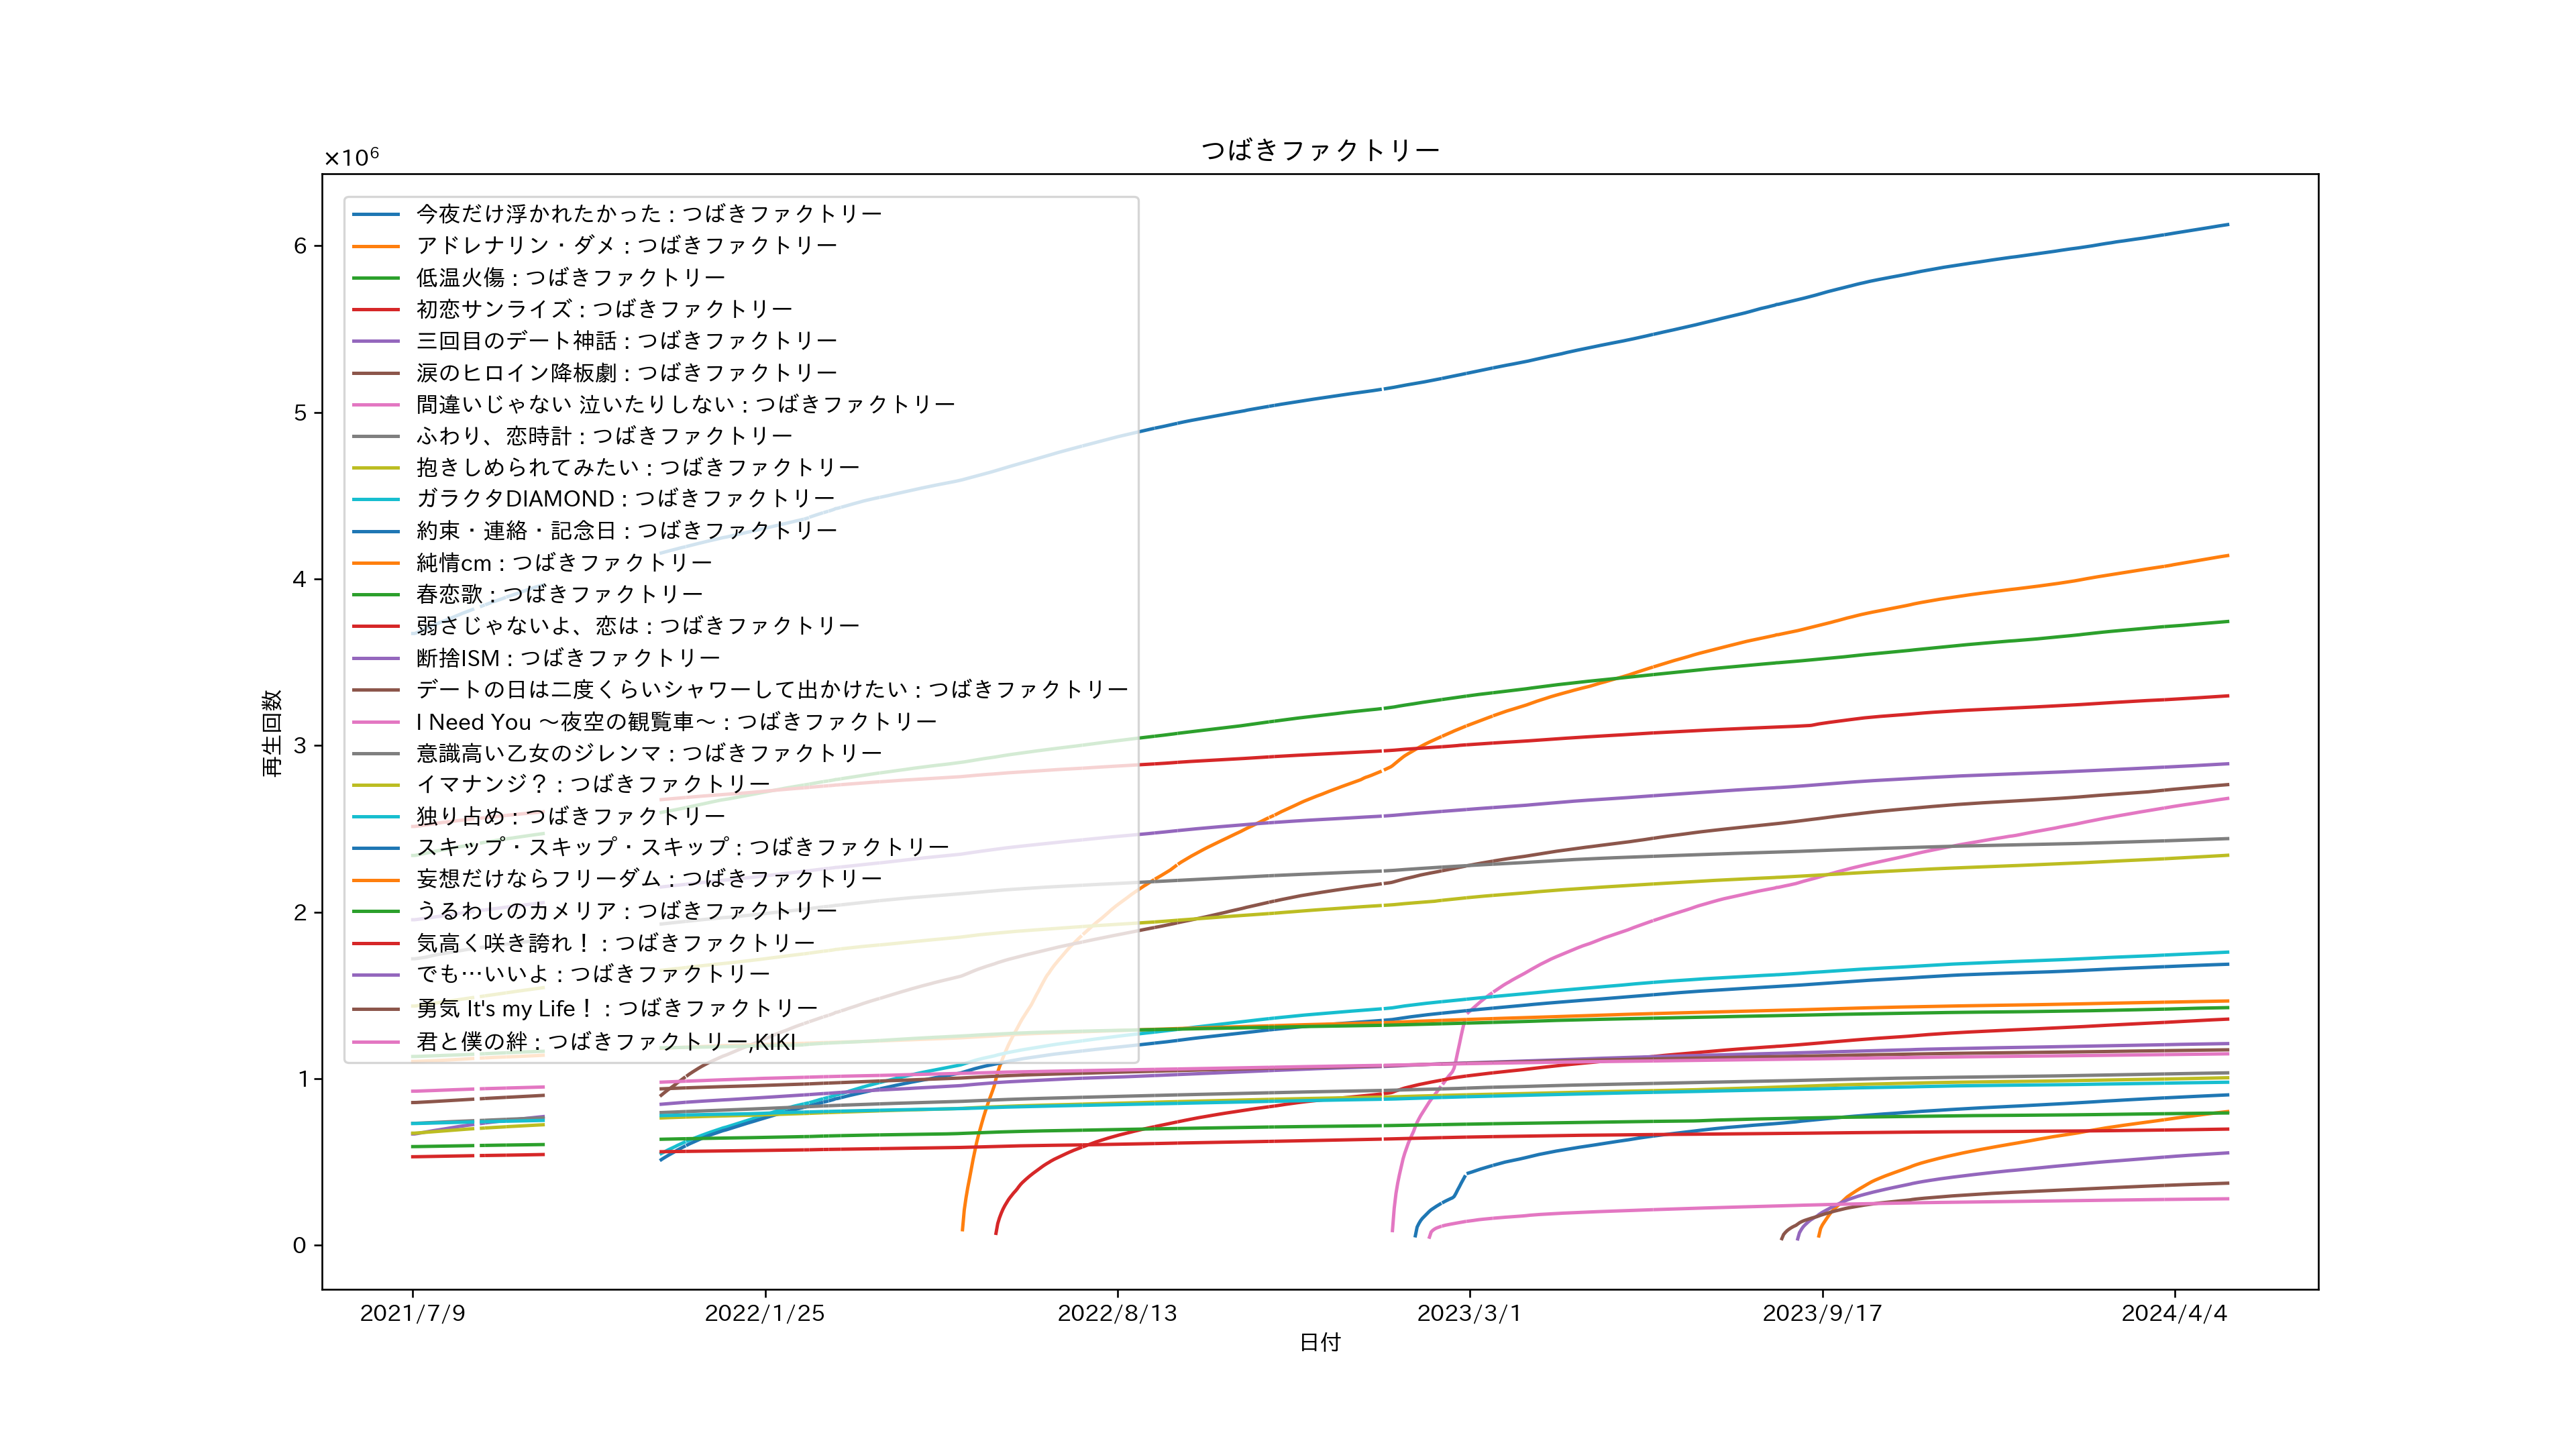 つばきファクトリー
×10⁶
今夜だけ浮かれたかった : つばきファクトリー
アドレナリン・ダメ : つばきファクトリー
低温火傷 : つばきファクトリー
初恋サンライズ : つばきファクトリー
三回目のデート神話 : つばきファクトリー
涙のヒロイン降板劇 : つばきファクトリー
間違いじゃない 泣いたりしない : つばきファクトリー
ふわり、恋時計 : つばきファクトリー
抱きしめられてみたい : つばきファクトリー
ガラクタDIAMOND : つばきファクトリー
約束・連絡・記念日 : つばきファクトリー
純情cm : つばきファクトリー
春恋歌 : つばきファクトリー
弱さじゃないよ、恋は : つばきファクトリー
断捨ISM : つばきファクトリー
デートの日は二度くらいシャワーして出かけたい : つばきファクトリー
I Need You ～夜空の観覧車～ : つばきファクトリー
意識高い乙女のジレンマ : つばきファクトリー
イマナンジ？ : つばきファクトリー
独り占め : つばきファクトリー
スキップ・スキップ・スキップ : つばきファクトリー
妄想だけならフリーダム : つばきファクトリー
うるわしのカメリア : つばきファクトリー
気高く咲き誇れ！ : つばきファクトリー
でも…いいよ : つばきファクトリー
勇気 It's my Life！ : つばきファクトリー
君と僕の絆 : つばきファクトリー,KIKI
6
5
4
3
2
1
0
再生回数
2021/7/9 2022/1/25 2022/8/13 2023/3/1 2023/9/17 2024/4/4
日付